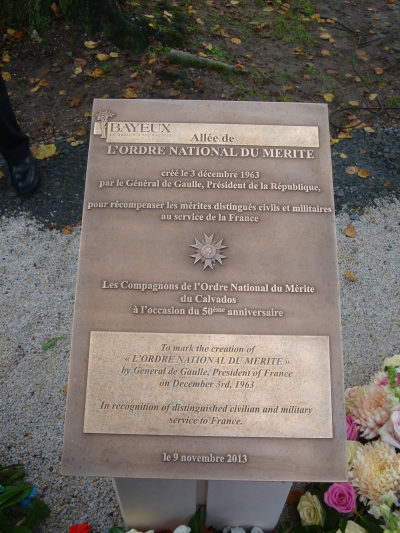 BAYEUX
Allée de
L'ORDRE NATIONAL DU MERITE
créé le 3 décembre 1963
par le Général de Gaulle, Président de la République,
pour récompenser les mérites distingués civils et militaires
au service de la France
Les Compagnons de l'Ordre National du Mérite
du Calvados
à l'occasion du 50ème anniversaire
To mark the creation of
« L'ORDRE NATIONAL DU MERITE »
by General de Gaulle, President of France
on December 3rd, 1963
In recognition of distinguished civilian and military
service to France.
le 9 novembre 2013